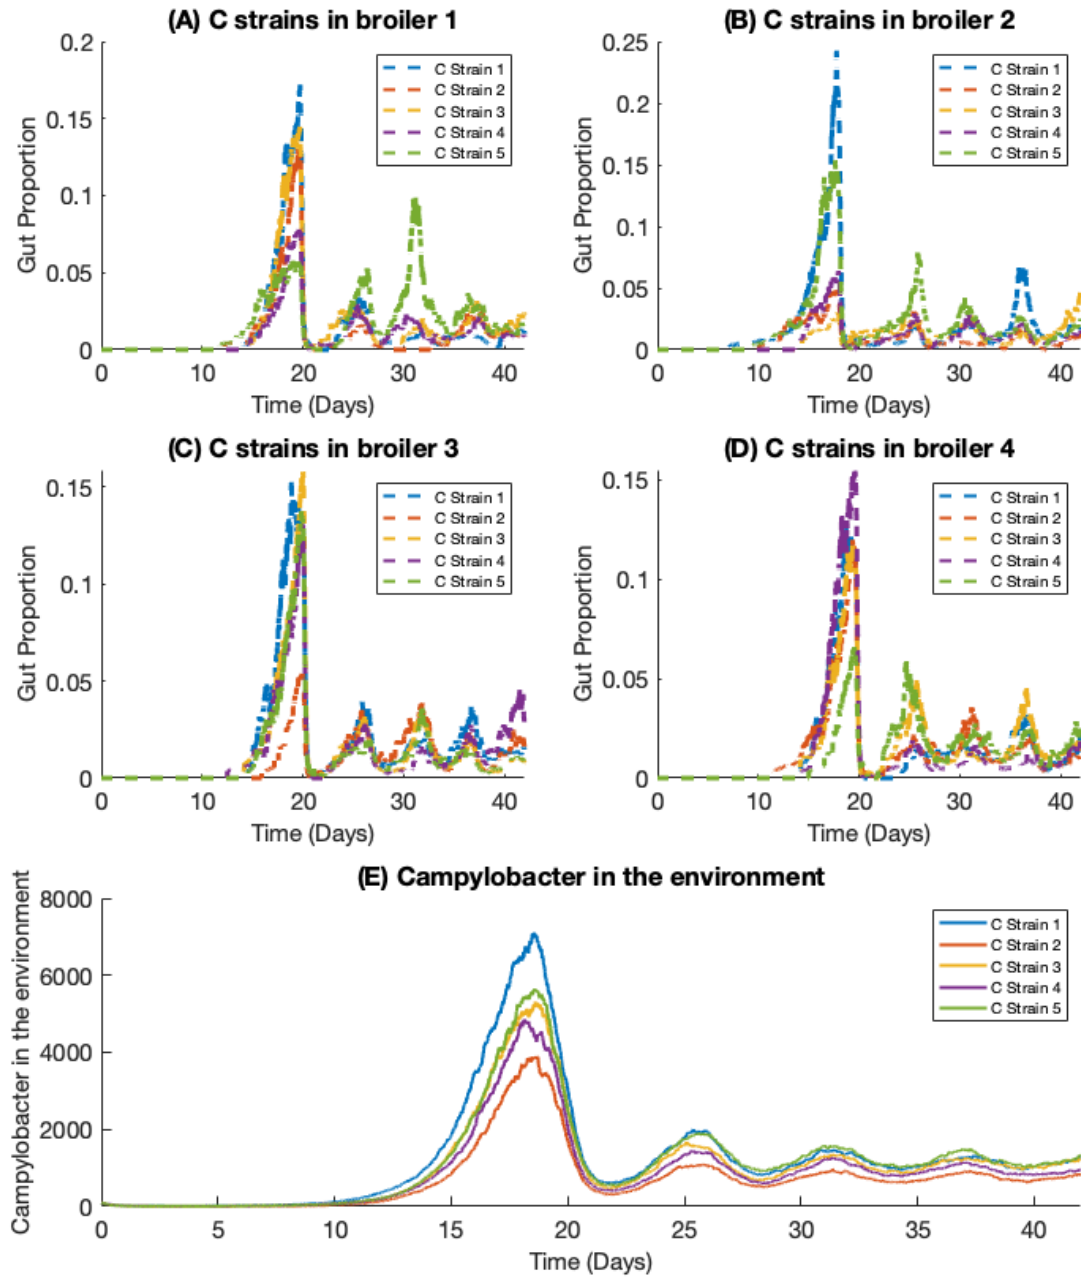 (A) C strains in broiler 1
Gut Proportion
0.2
0.15
0.1
0.05
0
C Strain 1
C Strain 2
C Strain 3
C Strain 4
C Strain 5
0 10 20 30 40
Time (Days)
(B) C strains in broiler 2
Gut Proportion
0.25
0.2
0.15
0.1
0.05
0
C Strain 1
C Strain 2
C Strain 3
C Strain 4
C Strain 5
0 10 20 30 40
Time (Days)
(C) C strains in broiler 3
Gut Proportion
0.15
0.1
0.05
0
C Strain 1
C Strain 2
C Strain 3
C Strain 4
C Strain 5
0 10 20 30 40
Time (Days)
(D) C strains in broiler 4
Gut Proportion
0.15
0.1
0.05
0
C Strain 1
C Strain 2
C Strain 3
C Strain 4
C Strain 5
0 10 20 30 40
Time (Days)
(E) Campylobacter in the environment
Campylobacter in the environment
8000
6000
4000
2000
0
C Strain 1
C Strain 2
C Strain 3
C Strain 4
C Strain 5
0 5 10 15 20 25 30 35 40
Time (Days)